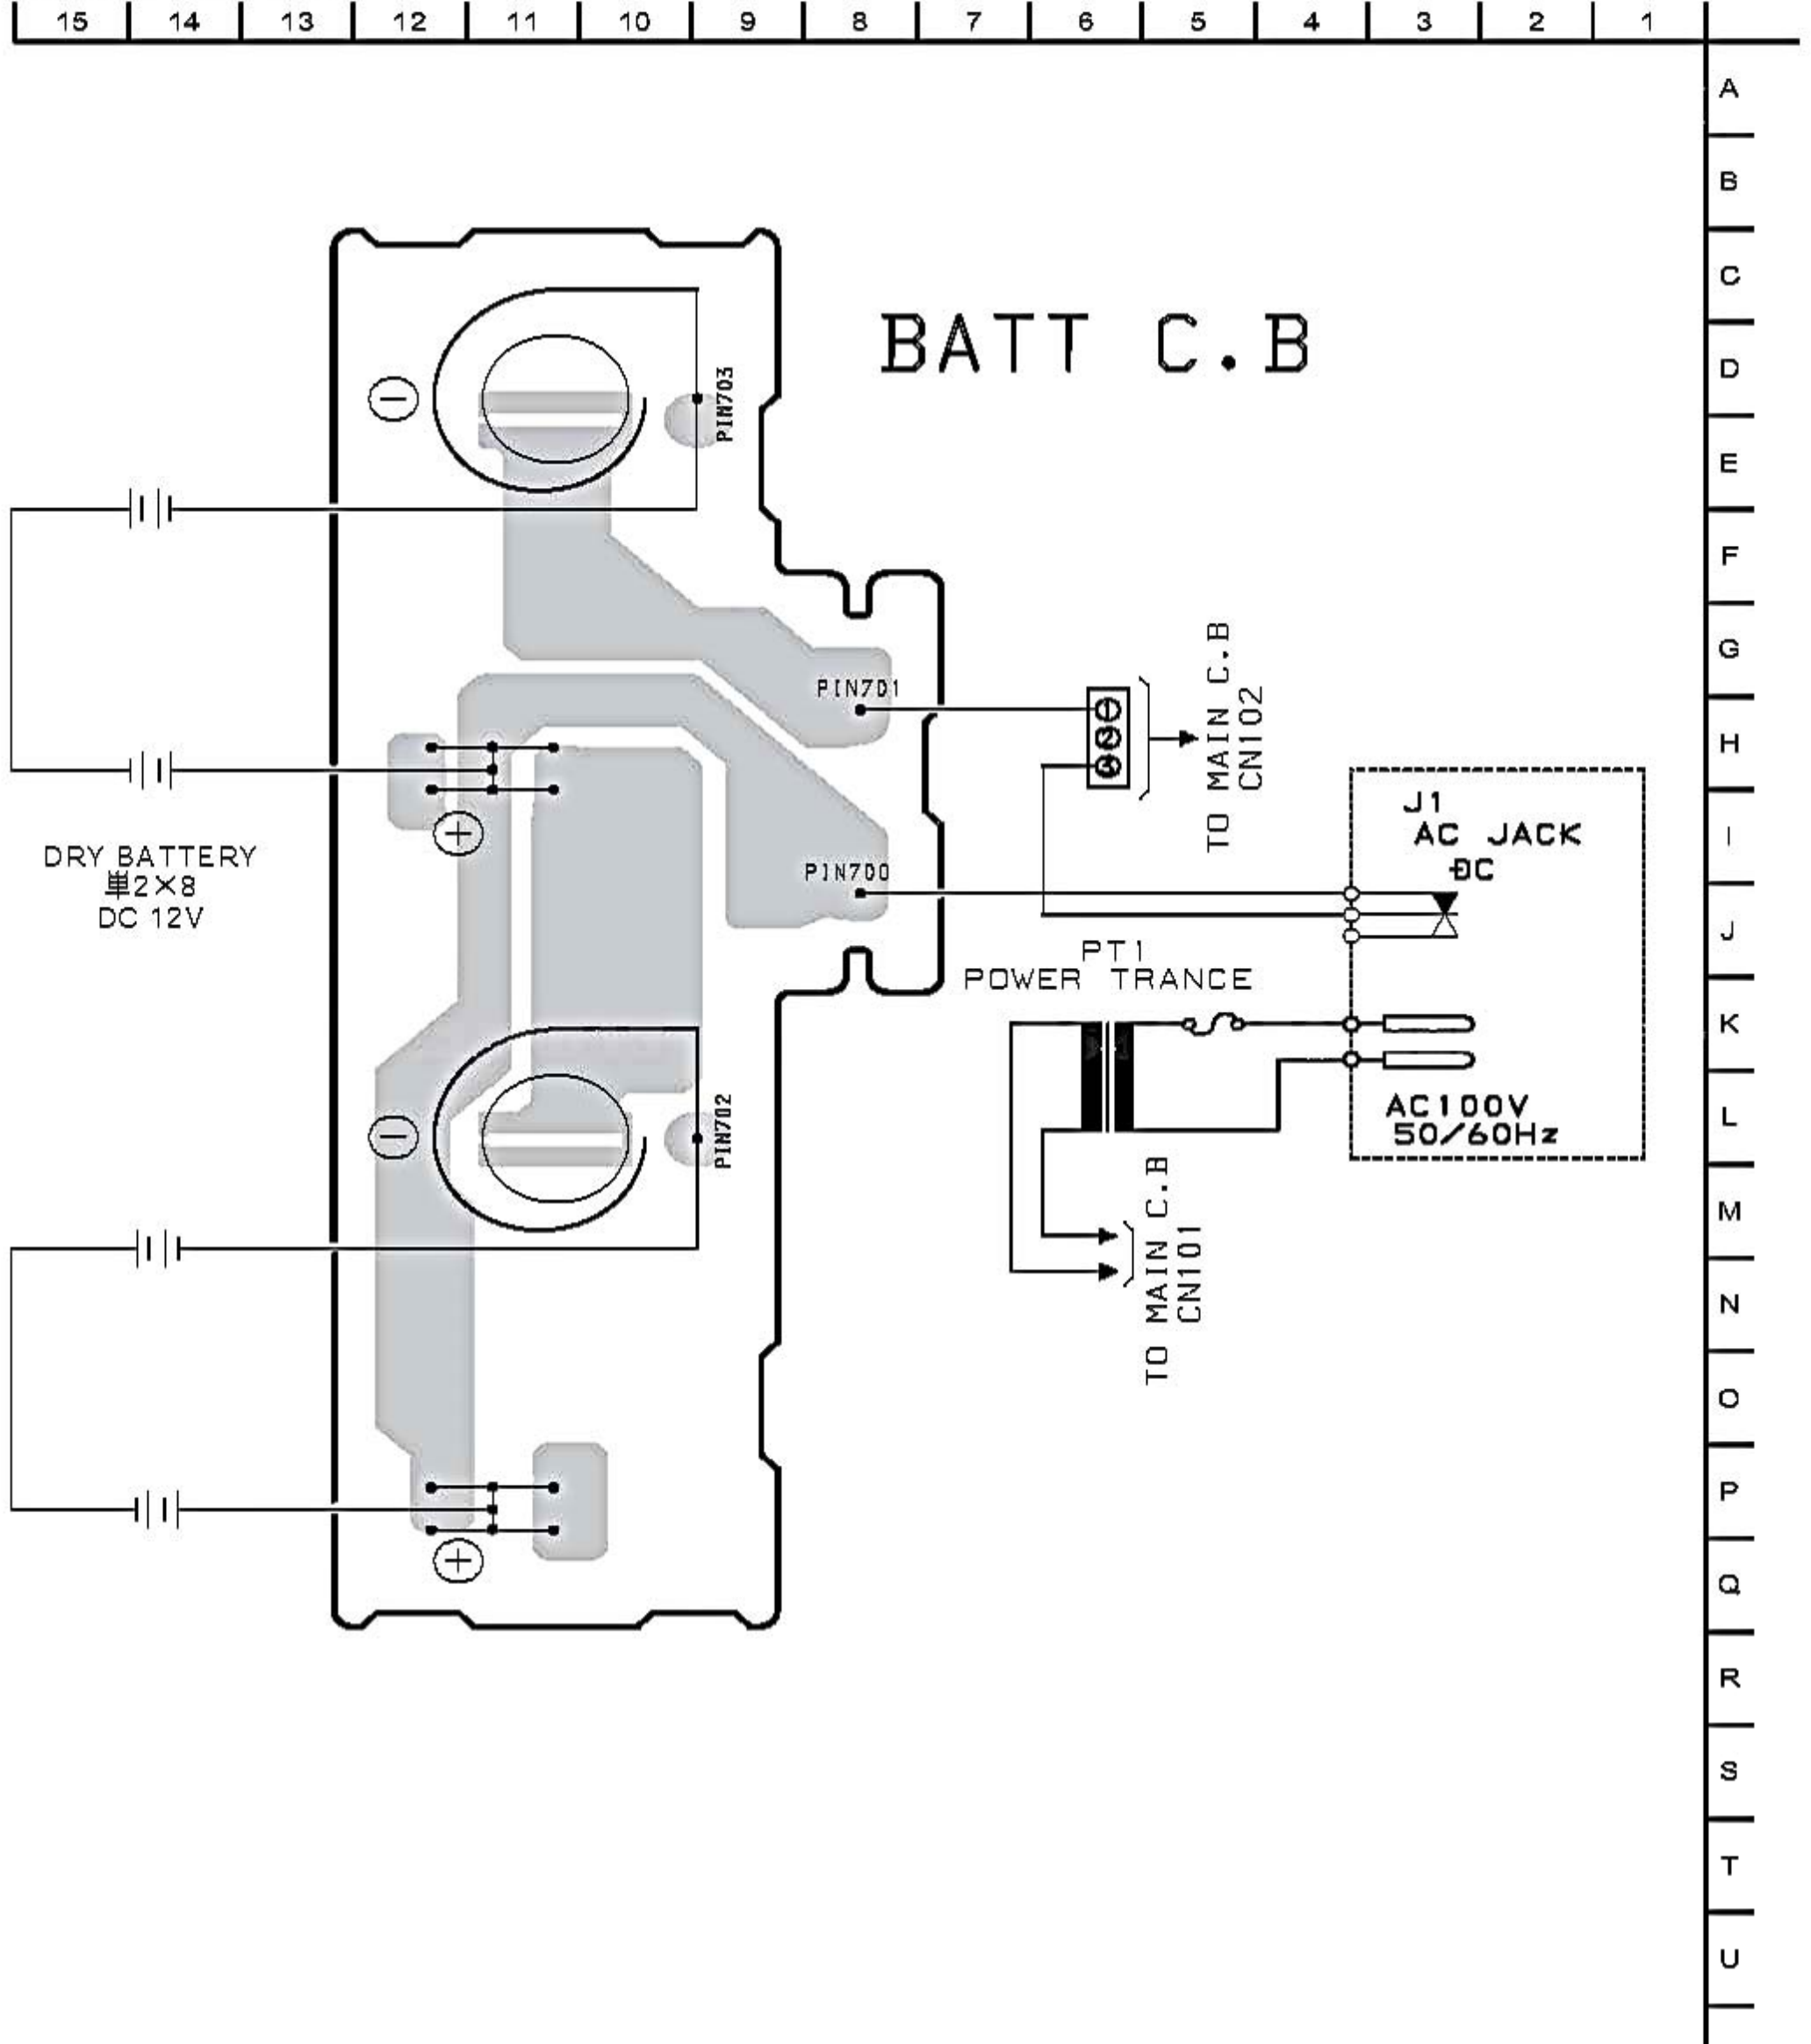 15 14 13 12 11 10 9 8 7 6 5 4 3 2 1
A
B
C
D
E
F
G
H
I
J
K
L
M
N
O
P
Q
R
S
T
U
BATT C.B
PIN703
PIN701
PIN700
PIN702
DRY BATTERY
単2×8
DC 12V
TO MAIN C.B
CN102
J1
AC JACK
DC
PT1
POWER TRANCE
AC100V
50/60Hz
TO MAIN C.B
CN101